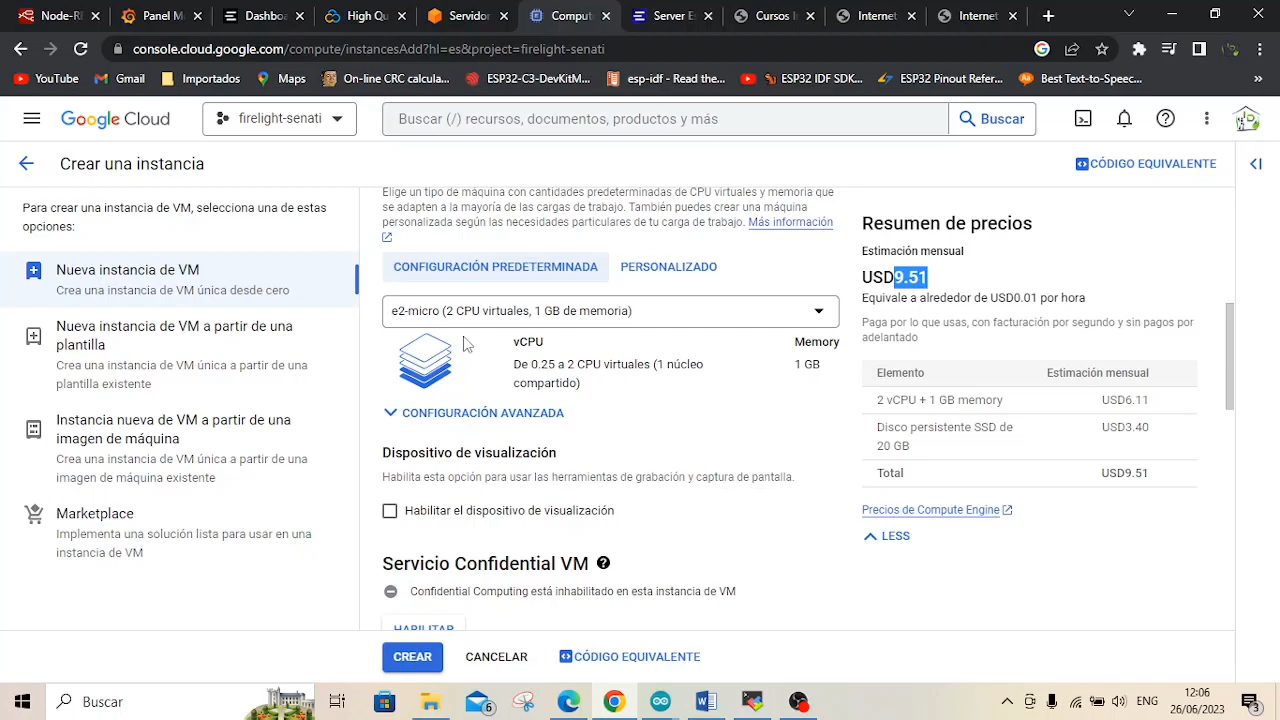 Panel M
Dashboa
High Qu
Servidor
Compute
Server Es
Cursos In
Internet
Internet
console.cloud.google.com/compute/instancesAdd?hl=es&project=firelight-senati
YouTube
Gmail
Importados
Maps
On-line CRC calcula...
ESP32-C3-DevKitM...
esp-idf - Read the...
ESP32 IDF SDK...
ESP32 Pinout Refer...
Best Text-to-Speec...
»
Google Cloud
firelight-senati
Buscar (/) recursos, documentos, productos y más
Buscar
Crear una instancia
CÓDIGO EQUIVALENTE
Para crear una instancia de VM, selecciona una de estas
opciones:
Nueva instancia de VM
Crea una instancia de VM única desde cero
Nueva instancia de VM a partir de una
plantilla
Crea una instancia de VM única a partir de una
plantilla existente
Instancia nueva de VM a partir de una
imagen de máquina
Crea una instancia de VM única a partir de una
imagen de máquina existente
Marketplace
Implementa una solución lista para usar en una
instancia de VM
Elige un tipo de máquina con cantidades predeterminadas de CPU virtuales y memoria que
se adapten a la mayoría de las cargas de trabajo. También puedes crear una máquina
personalizada según las necesidades particulares de tu carga de trabajo. Más información
CONFIGURACIÓN PREDETERMINADA
PERSONALIZADO
e2-micro (2 CPU virtuales, 1 GB de memoria)
vCPU
Memory
De 0.25 a 2 CPU virtuales (1 núcleo
compartido)
1 GB
CONFIGURACIÓN AVANZADA
Dispositivo de visualización
Habilita esta opción para usar las herramientas de grabación y captura de pantalla.
Habilitar el dispositivo de visualización
Servicio Confidential VM
Confidential Computing está inhabilitado en esta instancia de VM
HABILITAR
CREAR
CANCELAR
CÓDIGO EQUIVALENTE
Resumen de precios
Estimación mensual
USD9.51
Equivale a alrededor de USD0.01 por hora
Paga por lo que usas, con facturación por segundo y sin pagos por
adelantado
Elemento
Estimación mensual
2 vCPU + 1 GB memory
USD6.11
Disco persistente SSD de
20 GB
USD3.40
Total
USD9.51
Precios de Compute Engine
LESS
Buscar
6
ENG
12:06
26/06/2023
3